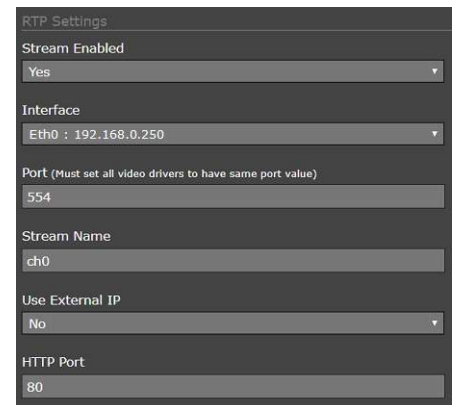 RTP Settings
Stream Enabled
Yes
Interface
Eth0 : 192.168.0.250
Port (Must set all video drivers to have same port value)
554
Stream Name
ch0
Use External IP
No
HTTP Port
80